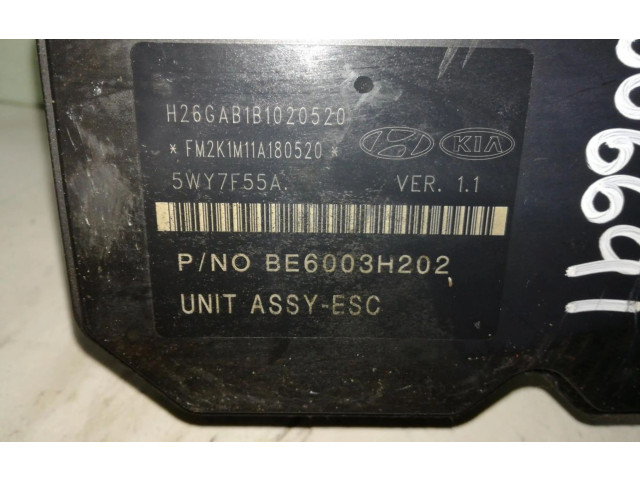 H26GAB1B1020520
* FM2K1M11A180520 *
KIA
5WY7F55A.
VER. 1.1
P/NO BE6003H202
UNIT ASSY-ESC